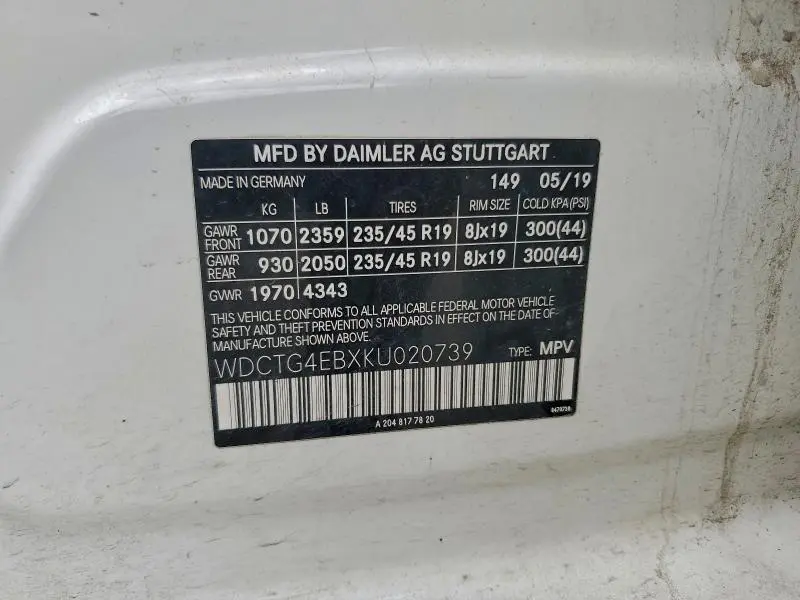 MFD BY DAIMLER AG STUTTGART
MADE IN GERMANY 149 05/19
KG LB TIRES RIM SIZE COLD KPA (PSI)
GAWR FRONT 1070 2359 235/45 R19 8Jx19 300(44)
GAWR REAR 930 2050 235/45 R19 8Jx19 300(44)
GVWR 1970 4343
THIS VEHICLE CONFORMS TO ALL APPLICABLE FEDERAL MOTOR VEHICLE
SAFETY AND THEFT PREVENTION STANDARDS IN EFFECT ON THE DATE OF
MANUFACTURE SHOWN ABOVE.
WDCTG4EBXKU020739 TYPE: MPV
A 204 817 78 20